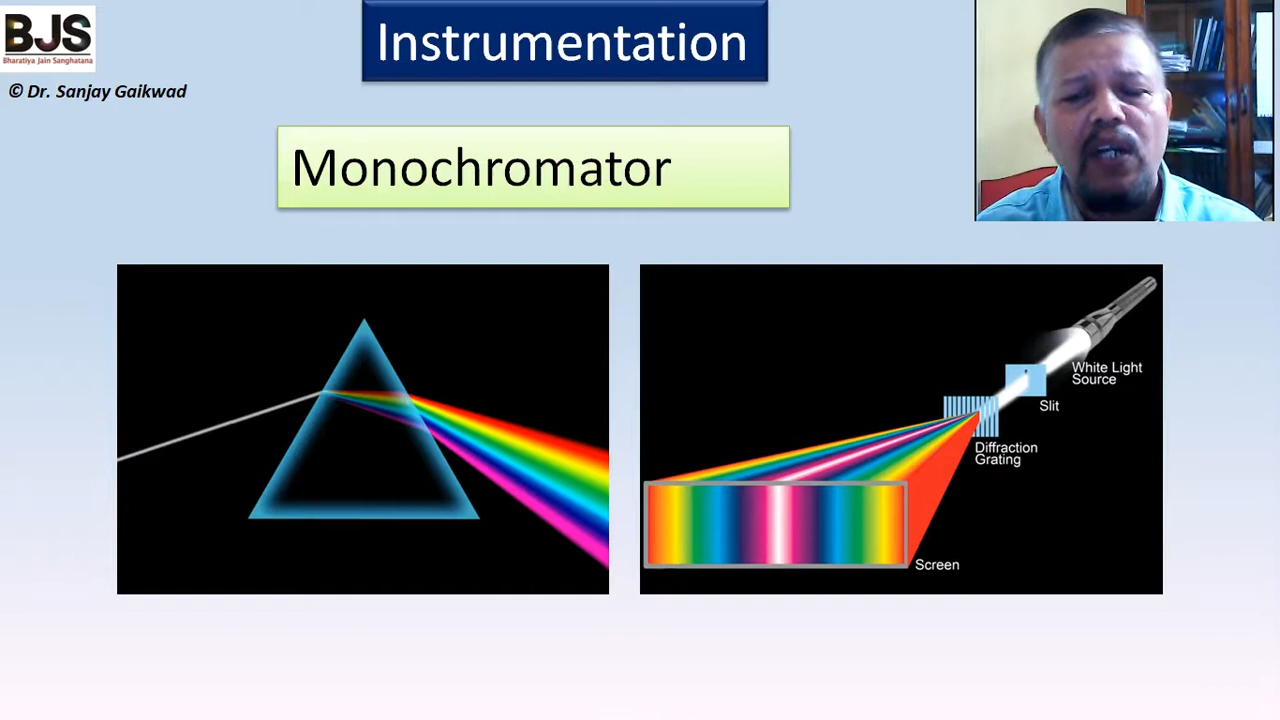 BJS
Bharatiya Jain Sanghatana
© Dr. Sanjay Gaikwad
Instrumentation
Monochromator
White Light
Source
Slit
Diffraction
Grating
Screen